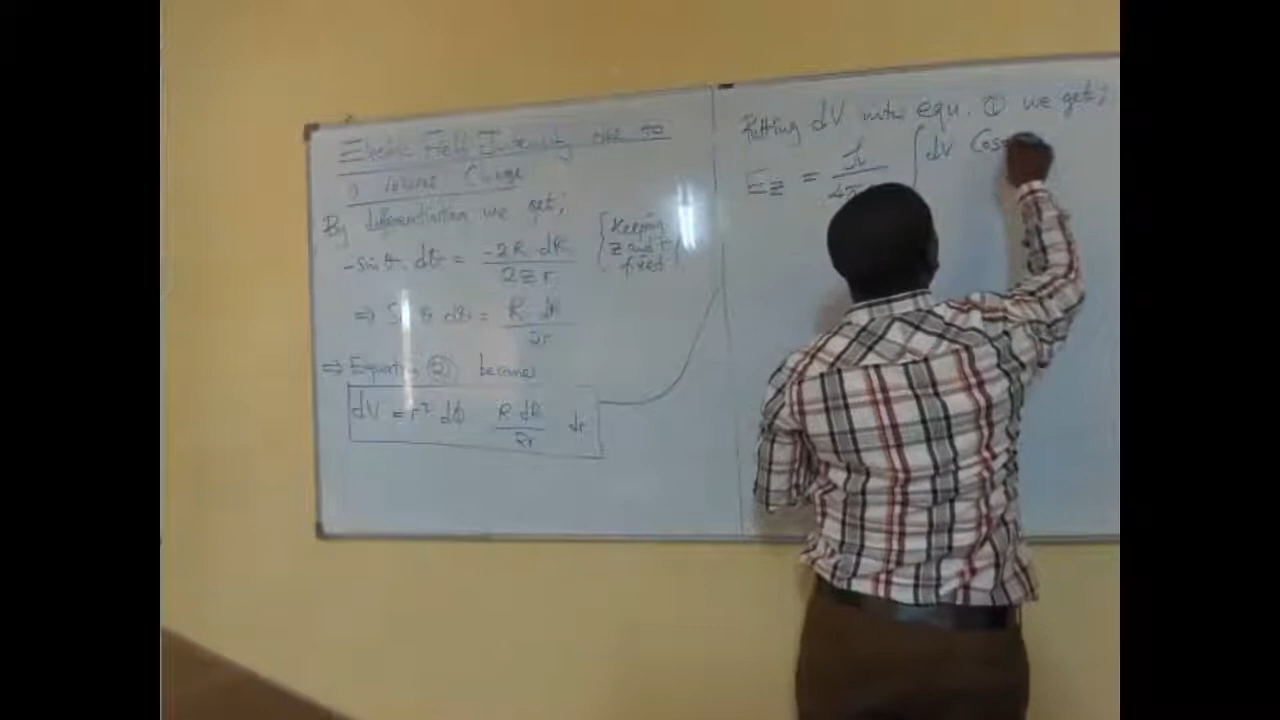 Electric Field Intensity due to
a Volume Charge
By differentiation we get;
-sinθ. dθ = -2R dR / 2zr
{Keeping
z and r
fixed}
⇒ Sin θ dθ = R dR / zr
⇒ Equation ② becomes
dV = r² dϕ R dR / zr dr
Putting dV into equ. ① we get;
Ez = / 4π ∫ dV Cos